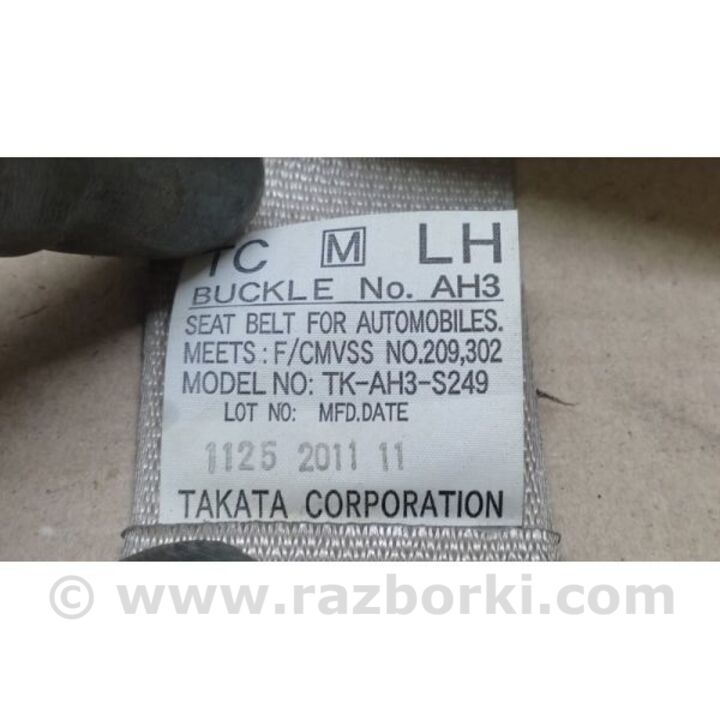 TC M LH
BUCKLE No. AH3
SEAT BELT FOR AUTOMOBILES.
MEETS: F/CMVSS NO.209,302
MODEL NO: TK-AH3-S249
LOT NO: MFD.DATE
1125 2011 11
TAKATA CORPORATION
© www.razborki.com